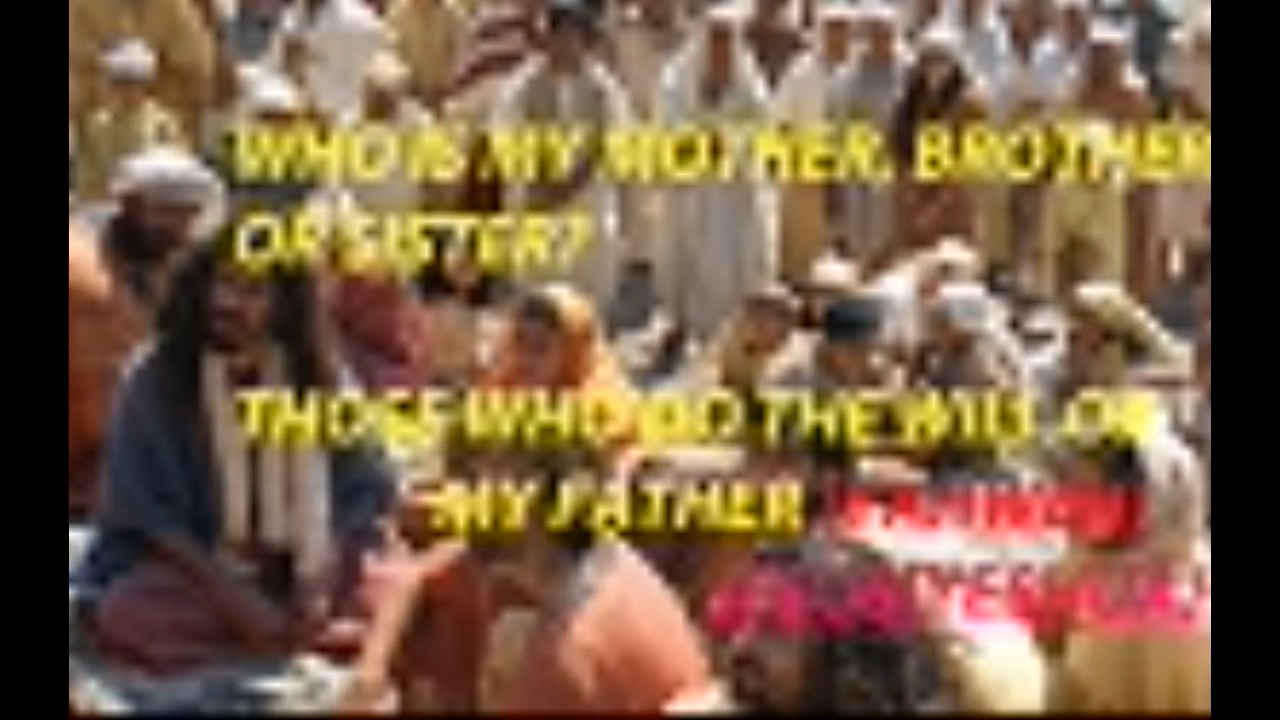 WHO IS MY MOTHER, BROTHER
OR SISTER?
THOSE WHO DO THE WILL OF
MY FATHER